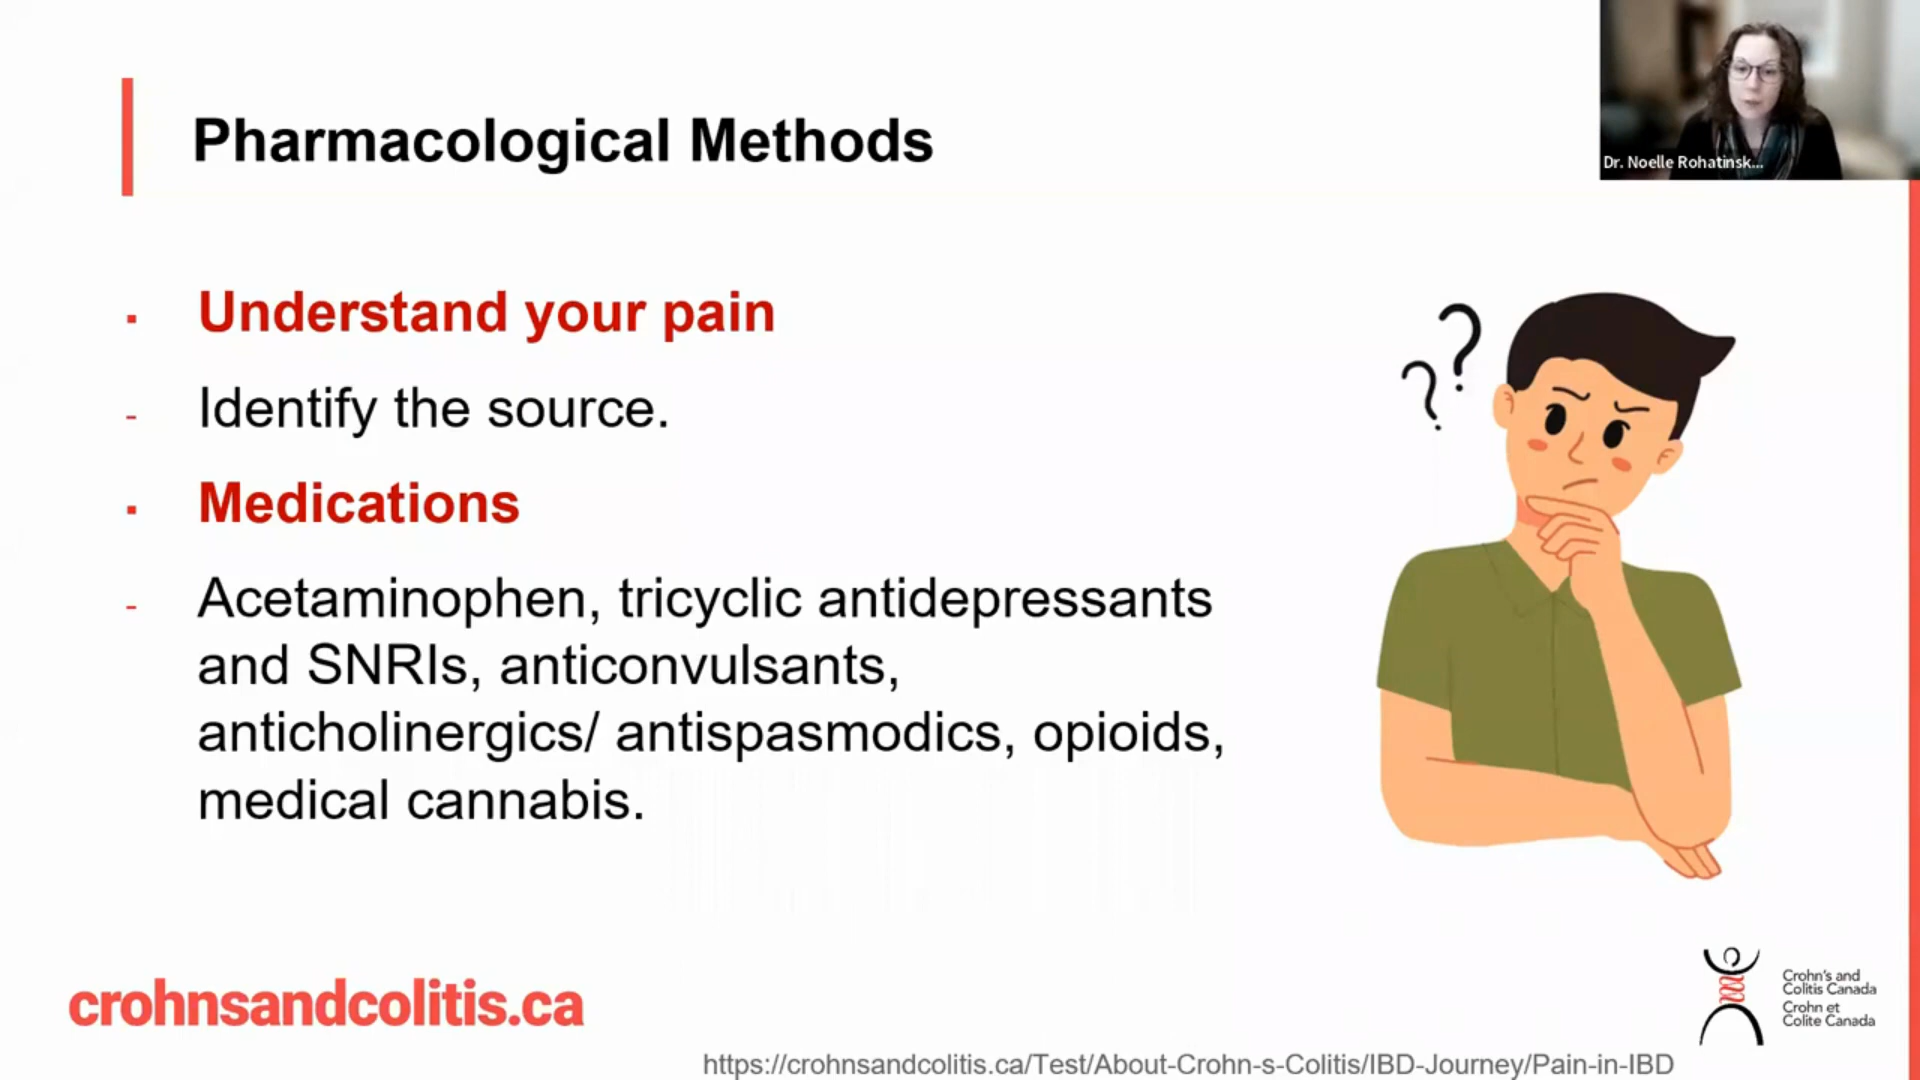 Pharmacological Methods
Dr. Noelle Rohatinsk...
▪ Understand your pain
- Identify the source.
▪ Medications
- Acetaminophen, tricyclic antidepressants
and SNRIs, anticonvulsants,
anticholinergics/ antispasmodics, opioids,
medical cannabis.
? ?
crohnsandcolitis.ca
Crohn's and
Colitis Canada
Crohn et
Colite Canada
https://crohnsandcolitis.ca/Test/About-Crohn-s-Colitis/IBD-Journey/Pain-in-IBD